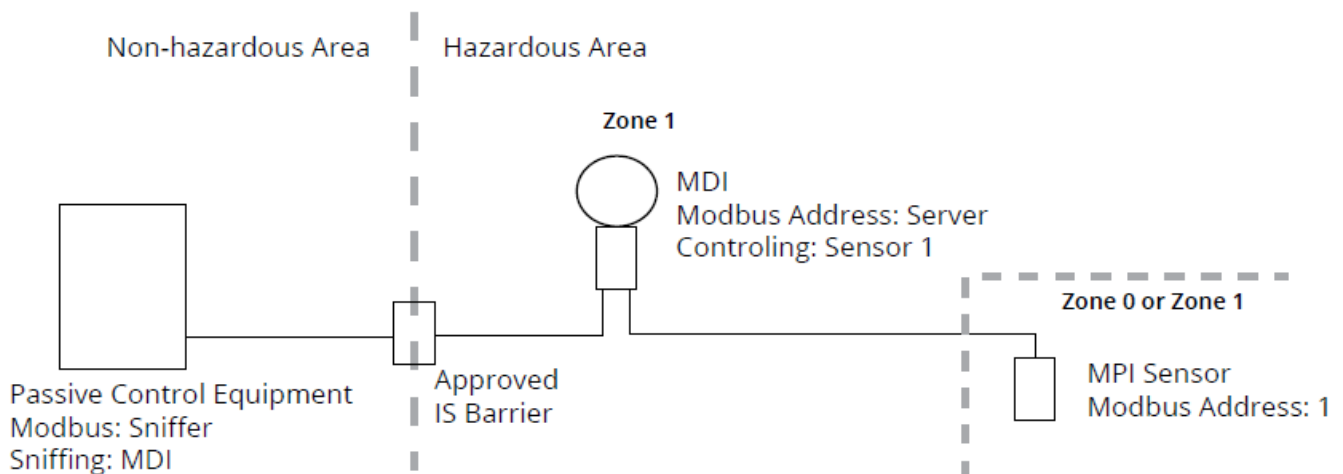 Non-hazardous Area
Hazardous Area
Zone 1
MDI
Modbus Address: Server
Controling: Sensor 1
Zone 0 or Zone 1
MPI Sensor
Modbus Address: 1
Approved
IS Barrier
Passive Control Equipment
Modbus: Sniffer
Sniffing: MDI